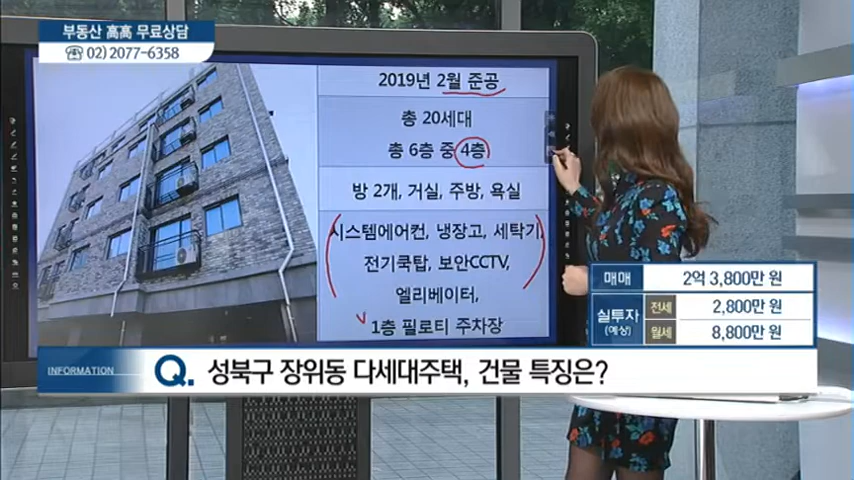 부동산 高高 무료상담
☎ 02) 2077-6358
2019년 2월 준공
총 20세대
총 6층 중 4층
방 2개, 거실, 주방, 욕실
시스템에어컨, 냉장고, 세탁기,
전기쿡탑, 보안CCTV,
엘리베이터,
1층 필로티 주차장
매매 2억 3,800만 원
실투자 (예상)
전세 2,800만 원
월세 8,800만 원
INFORMATION
Q. 성북구 장위동 다세대주택, 건물 특징은?